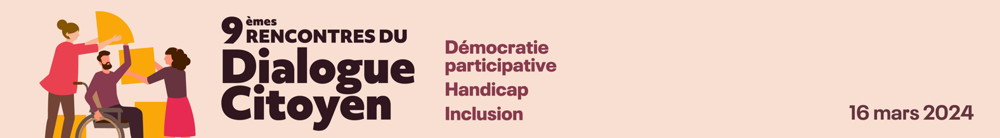 9èmes
RENCONTRES DU
Dialogue
Citoyen
Démocratie
participative
Handicap
Inclusion
16 mars 2024